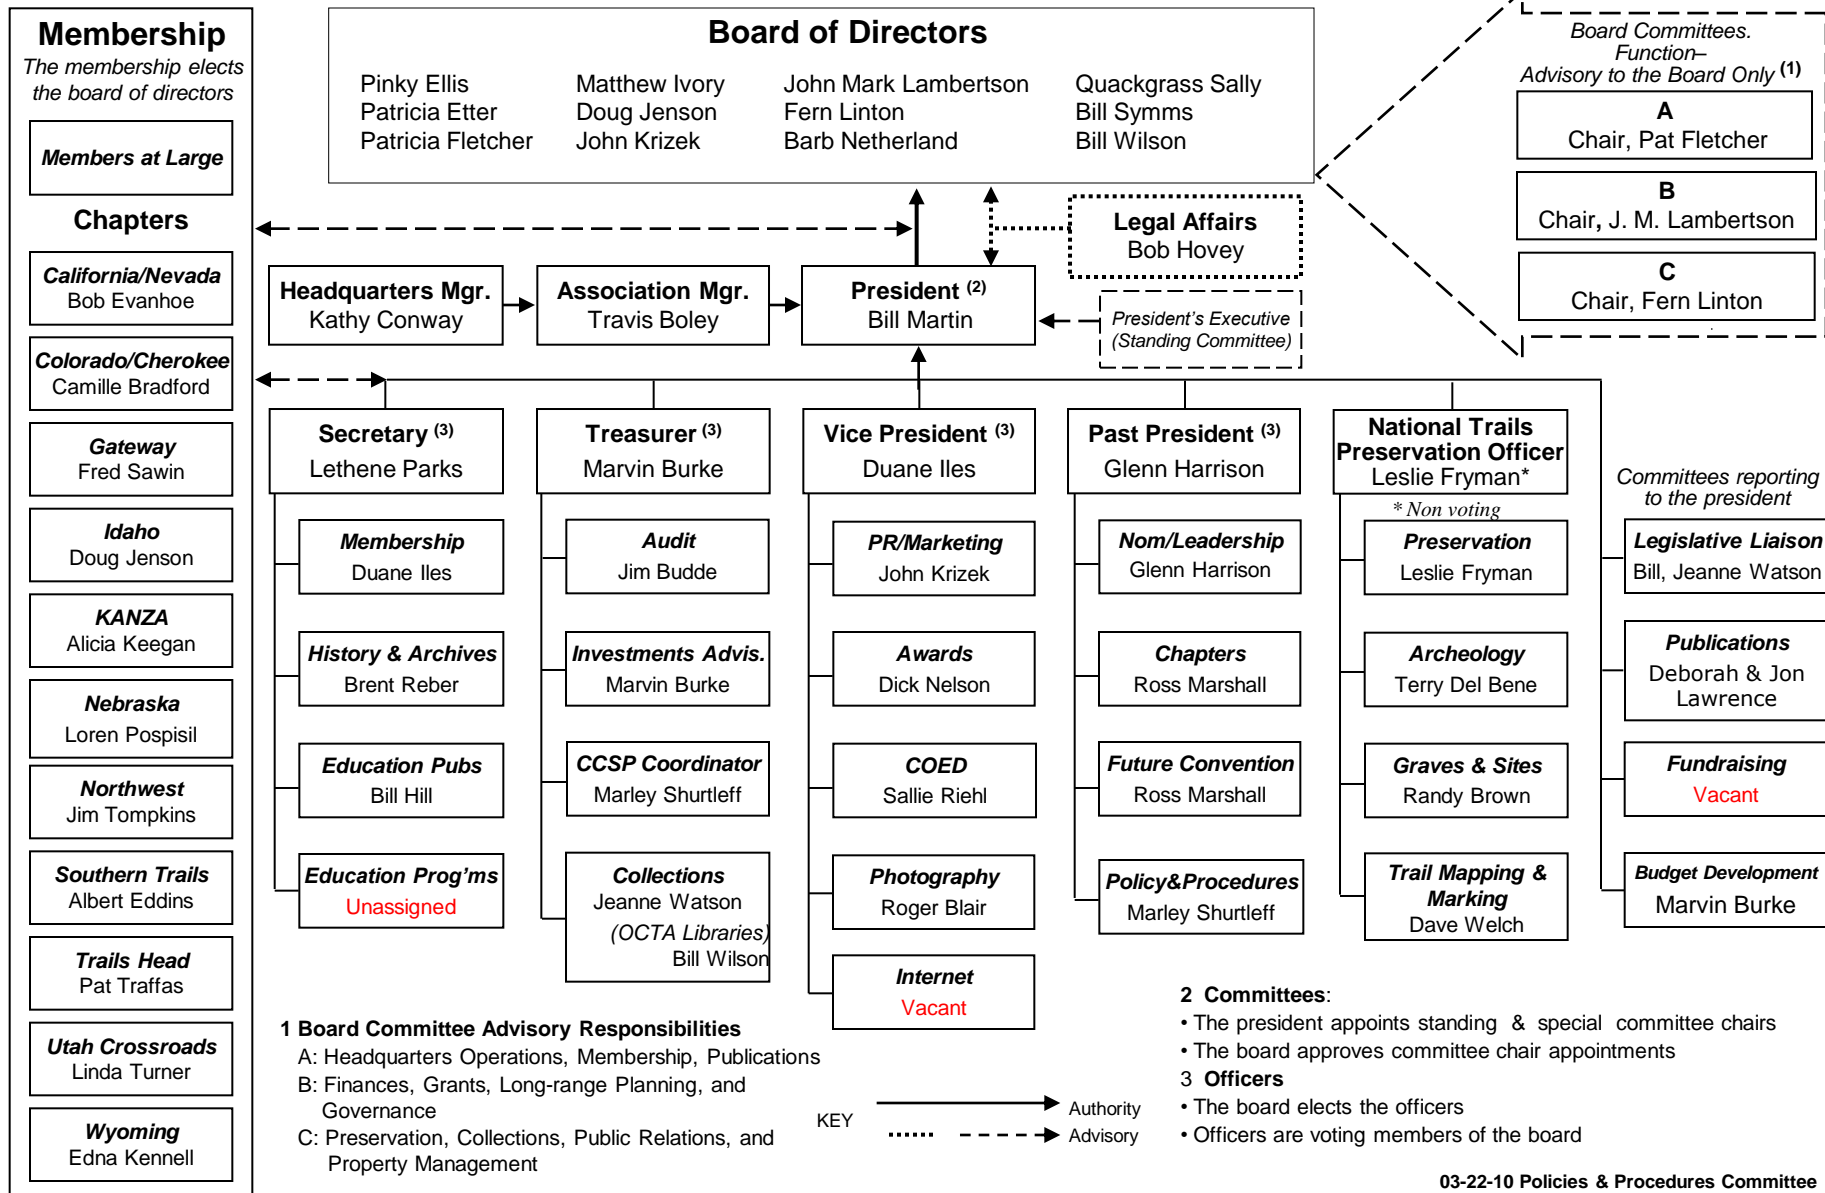 Membership
The membership elects
the board of directors
Members at Large
Chapters
California/Nevada
Bob Evanhoe
Colorado/Cherokee
Camille Bradford
Gateway
Fred Sawin
Idaho
Doug Jenson
KANZA
Alicia Keegan
Nebraska
Loren Pospisil
Northwest
Jim Tompkins
Southern Trails
Albert Eddins
Trails Head
Pat Traffas
Utah Crossroads
Linda Turner
Wyoming
Edna Kennell
Board of Directors
Pinky Ellis
Patricia Etter
Patricia Fletcher
Matthew Ivory
Doug Jenson
John Krizek
John Mark Lambertson
Fern Linton
Barb Netherland
Quackgrass Sally
Bill Symms
Bill Wilson
Board Committees.
Function–
Advisory to the Board Only (1)
A
Chair, Pat Fletcher
B
Chair, J. M. Lambertson
C
Chair, Fern Linton
Legal Affairs
Bob Hovey
Headquarters Mgr.
Kathy Conway
Association Mgr.
Travis Boley
President (2)
Bill Martin
President's Executive
(Standing Committee)
Secretary (3)
Lethene Parks
Membership
Duane Iles
History & Archives
Brent Reber
Education Pubs
Bill Hill
Education Prog'ms
Unassigned
Treasurer (3)
Marvin Burke
Audit
Jim Budde
Investments Advis.
Marvin Burke
CCSP Coordinator
Marley Shurtleff
Collections
Jeanne Watson
(OCTA Libraries)
Bill Wilson
Vice President (3)
Duane Iles
PR/Marketing
John Krizek
Awards
Dick Nelson
COED
Sallie Riehl
Photography
Roger Blair
Internet
Vacant
Past President (3)
Glenn Harrison
Nom/Leadership
Glenn Harrison
Chapters
Ross Marshall
Future Convention
Ross Marshall
Policy&Procedures
Marley Shurtleff
National Trails
Preservation Officer
Leslie Fryman*
* Non voting
Preservation
Leslie Fryman
Archeology
Terry Del Bene
Graves & Sites
Randy Brown
Trail Mapping &
Marking
Dave Welch
Committees reporting
to the president
Legislative Liaison
Bill, Jeanne Watson
Publications
Deborah & Jon
Lawrence
Fundraising
Vacant
Budget Development
Marvin Burke
1 Board Committee Advisory Responsibilities
A: Headquarters Operations, Membership, Publications
B: Finances, Grants, Long-range Planning, and
Governance
C: Preservation, Collections, Public Relations, and
Property Management
KEY
Authority
Advisory
2 Committees:
• The president appoints standing & special committee chairs
• The board approves committee chair appointments
3 Officers
• The board elects the officers
• Officers are voting members of the board
03-22-10 Policies & Procedures Committee